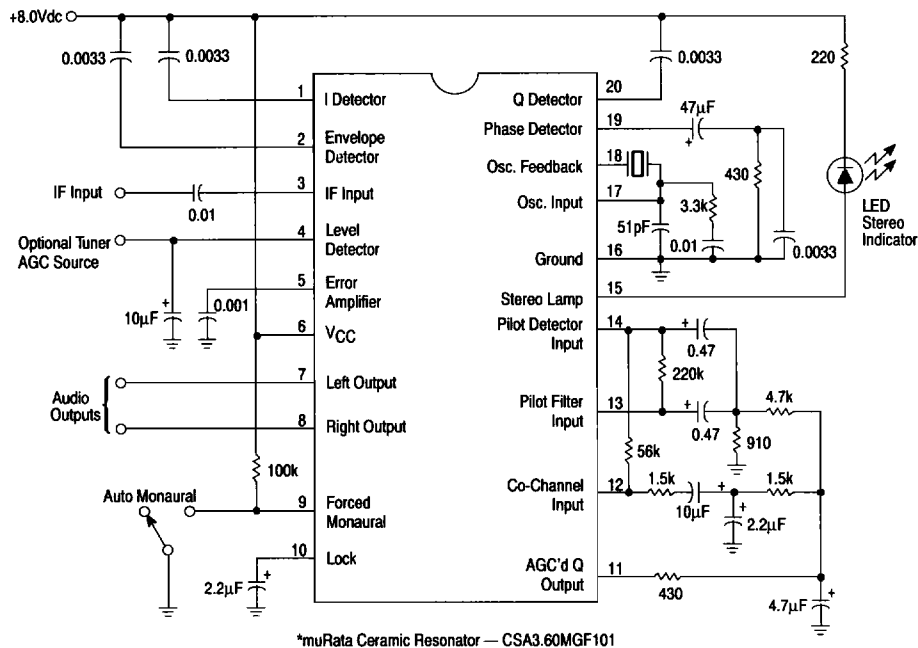 +8.0Vdc
0.0033
0.0033
0.0033
220
1
I Detector
2
Envelope
Detector
IF Input
0.01
3
IF Input
Optional Tuner
AGC Source
4
Level
Detector
10µF
0.001
5
Error
Amplifier
6
VCC
Audio
Outputs
7
Left Output
8
Right Output
100k
Auto Monaural
9
Forced
Monaural
2.2µF
10
Lock
Q Detector
20
Phase Detector
19
47µF
Osc. Feedback
18
430
Osc. Input
17
3.3k
51pF
0.01
0.0033
Ground
16
LED
Stereo
Indicator
Stereo Lamp
15
Pilot Detector
Input
14
0.47
220k
Pilot Filter
Input
13
0.47
4.7k
910
56k
Co-Channel
Input
12
1.5k
10µF
1.5k
2.2µF
AGC'd Q
Output
11
430
4.7µF
*muRata Ceramic Resonator — CSA3.60MGF101